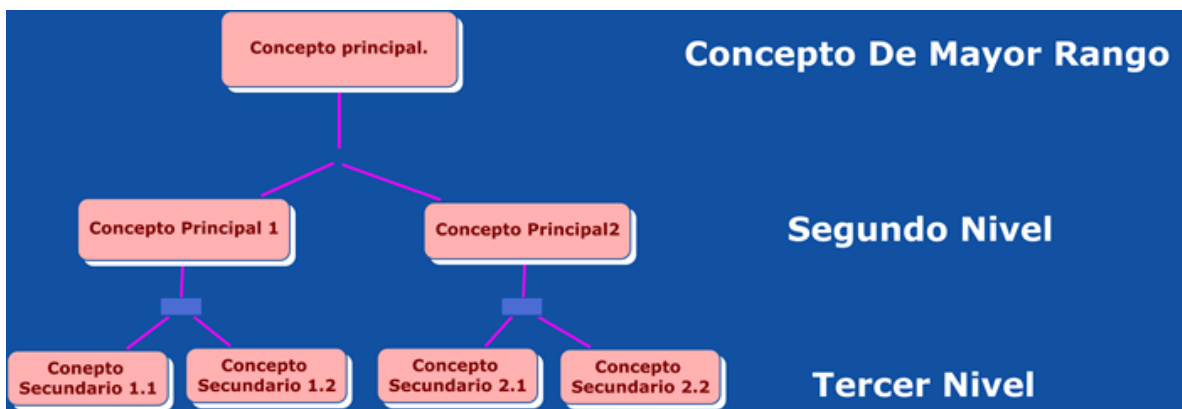 Concepto principal.
Concepto De Mayor Rango
Concepto Principal 1
Concepto Principal2
Segundo Nivel
Conepto
Secundario 1.1
Concepto
Secundario 1.2
Concepto
Secundario 2.1
Concepto
Secundario 2.2
Tercer Nivel